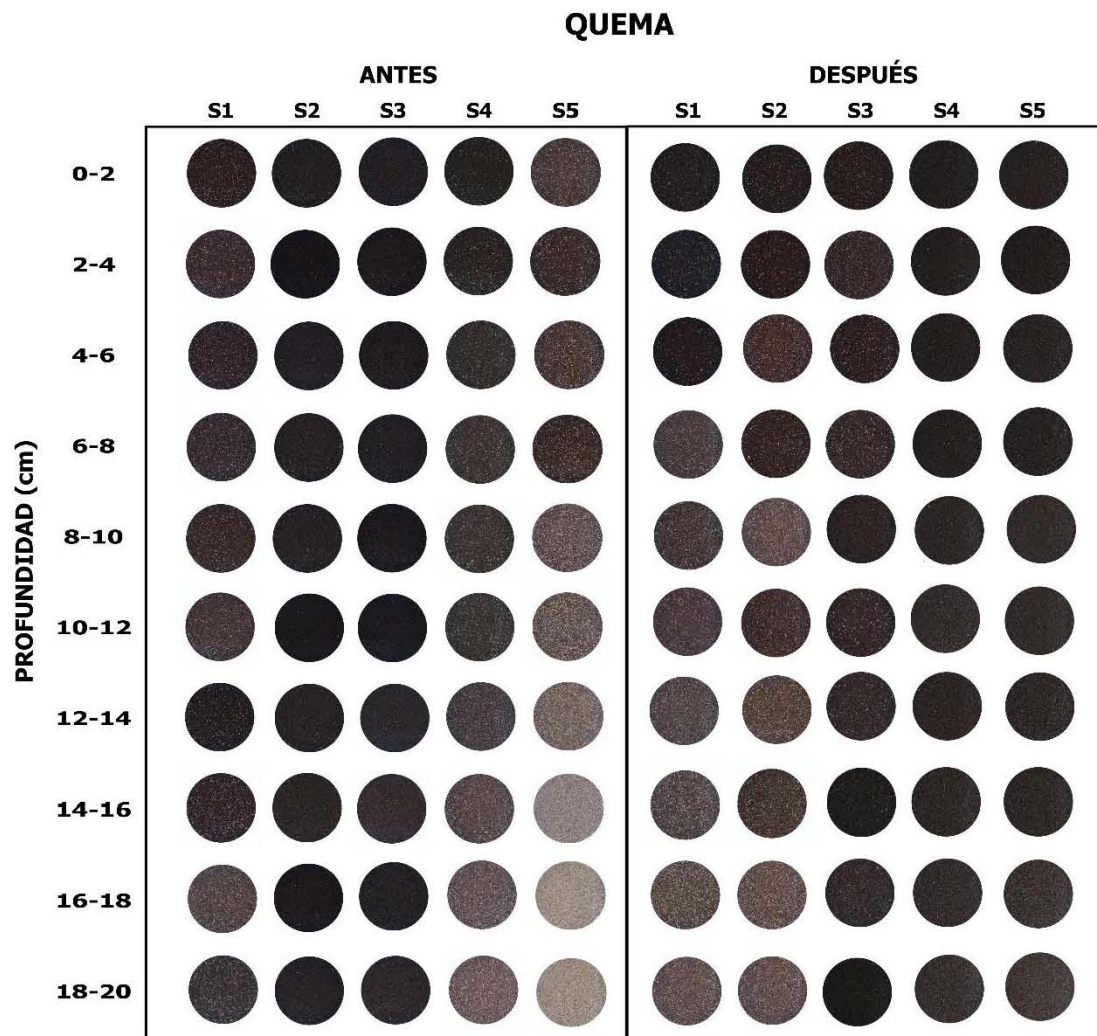 QUEMA
ANTES DESPUÉS
S1 S2 S3 S4 S5 S1 S2 S3 S4 S5
PROFUNDIDAD (cm)
0-2
2-4
4-6
6-8
8-10
10-12
12-14
14-16
16-18
18-20